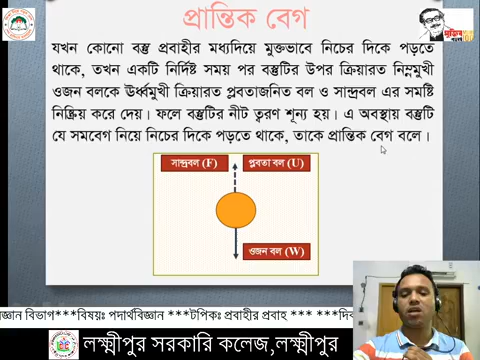 প্রান্তিক বেগ
যখন কোনো বস্তু প্রবাহীর মধ্যদিয়ে মুক্তভাবে নিচের দিকে পড়তে
থাকে, তখন একটি নির্দিষ্ট সময় পর বস্তুটির উপর ক্রিয়ারত নিম্নমুখী
ওজন বলকে ঊর্ধ্বমুখী ক্রিয়ারত প্লবতাজনিত বল ও সান্দ্রবল এর সমষ্টি
নিষ্ক্রিয় করে দেয়। ফলে বস্তুটির নীট ত্বরণ শূন্য হয়। এ অবস্থায় বস্তুটি
যে সমবেগ নিয়ে নিচের দিকে পড়তে থাকে, তাকে প্রান্তিক বেগ বলে।
সান্দ্রবল (F)
প্লবতা বল (U)
ওজন বল (W)
জ্ঞান বিভাগ***বিষয়ঃ পদার্থবিজ্ঞান ***টপিকঃ প্রবাহীর প্রবাহ *** ***দিব
লক্ষ্মীপুর সরকারি কলেজ,লক্ষ্মীপুর